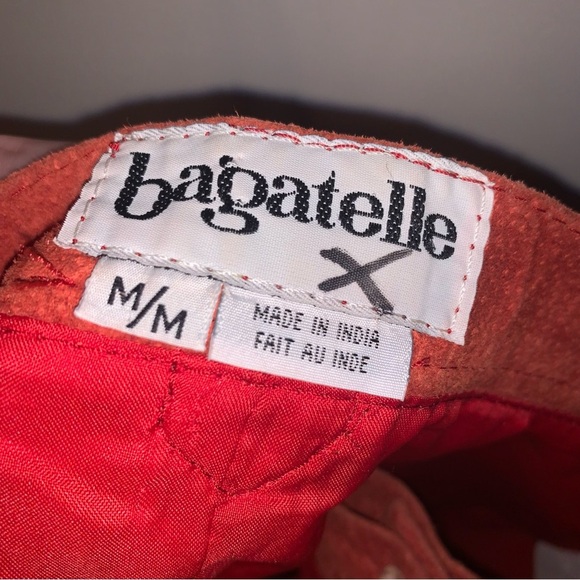 bagatelle
X
M/M
MADE IN INDIA
FAIT AU INDE